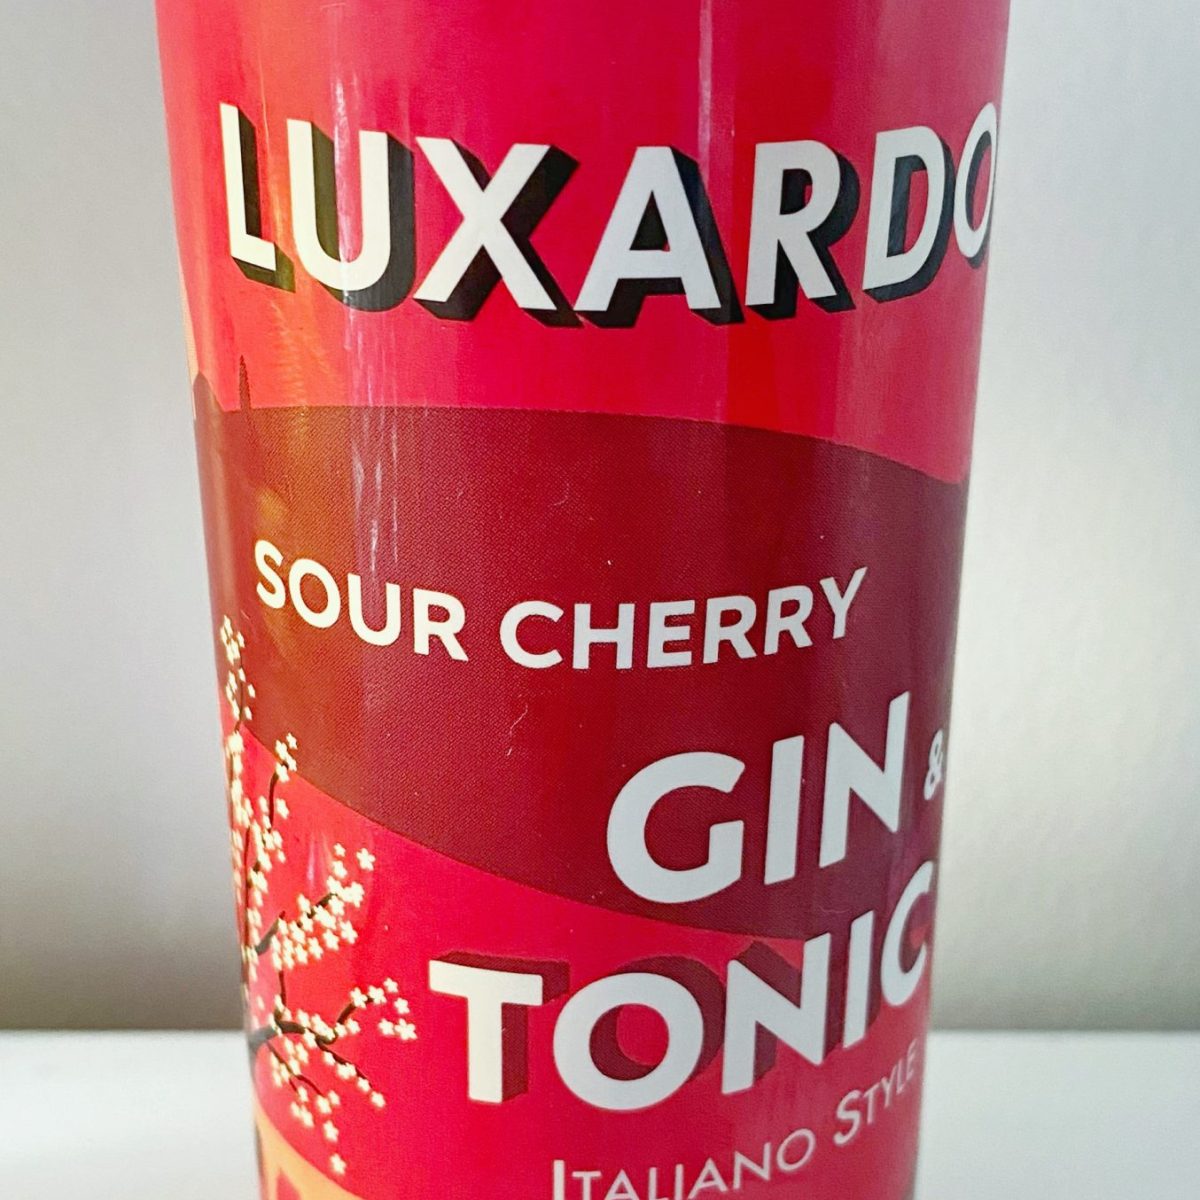 LUXARDO
SOUR CHERRY
GIN &
TONIC
ITALIANO STYLE